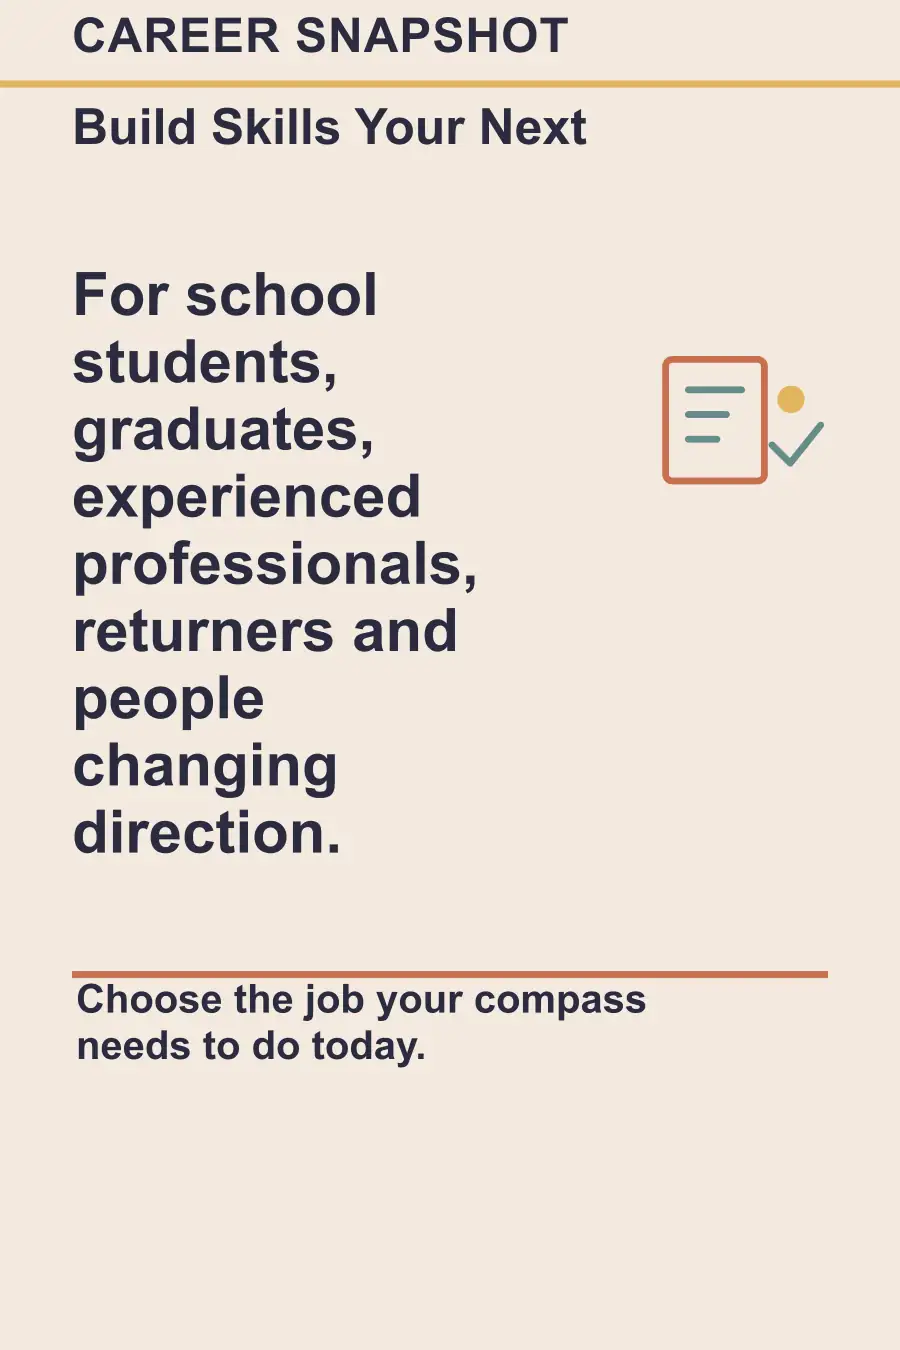 CAREER SNAPSHOT
Build Skills Your Next
For school
students,
graduates,
experienced
professionals,
returners and
people
changing
direction.
Choose the job your compass
needs to do today.